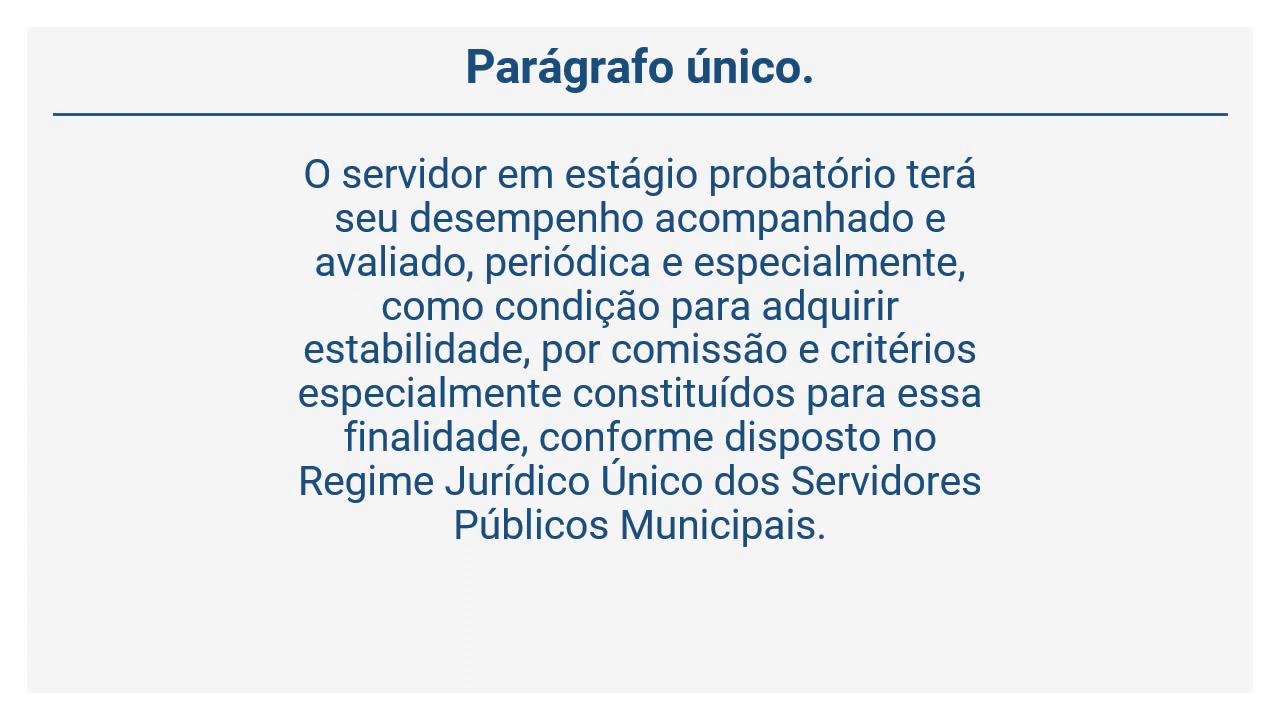 Parágrafo único.
O servidor em estágio probatório terá
seu desempenho acompanhado e
avaliado, periódica e especialmente,
como condição para adquirir
estabilidade, por comissão e critérios
especialmente constituídos para essa
finalidade, conforme disposto no
Regime Jurídico Único dos Servidores
Públicos Municipais.